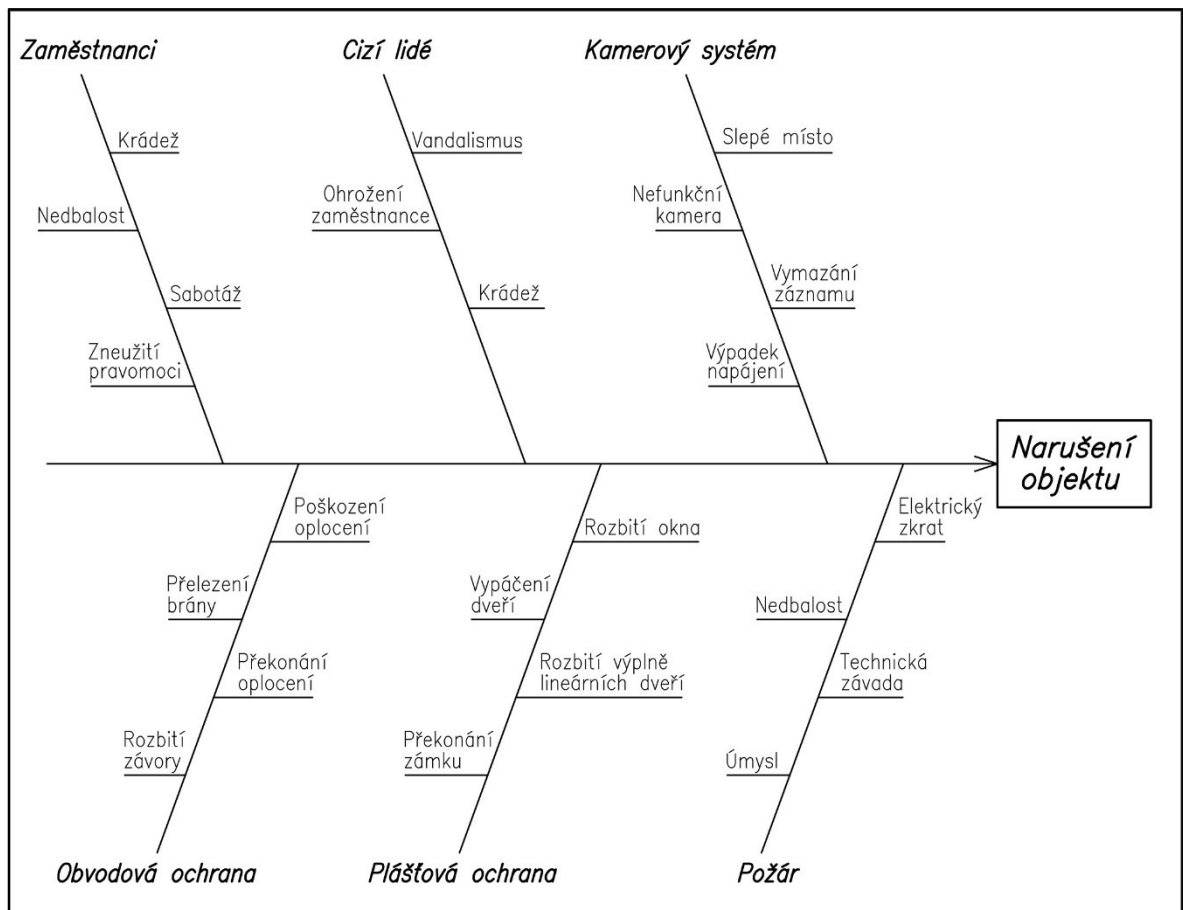 Zaměstnanci
Cizí lidé
Kamerový systém
Krádež
Nedbalost
Sabotáž
Zneužití
pravomoci
Vandalismus
Ohrožení
zaměstnance
Krádež
Slepé místo
Nefunkční
kamera
Vymazání
záznamu
Výpadek
napájení
Narušení
objektu
Poškození
oplocení
Přelezení
brány
Překonání
oplocení
Rozbití
závory
Rozbití okna
Vypáčení
dveří
Rozbití výplně
lineárních dveří
Překonání
zámku
Elektrický
zkrat
Nedbalost
Technická
závada
Úmysl
Obvodová ochrana
Plášťová ochrana
Požár